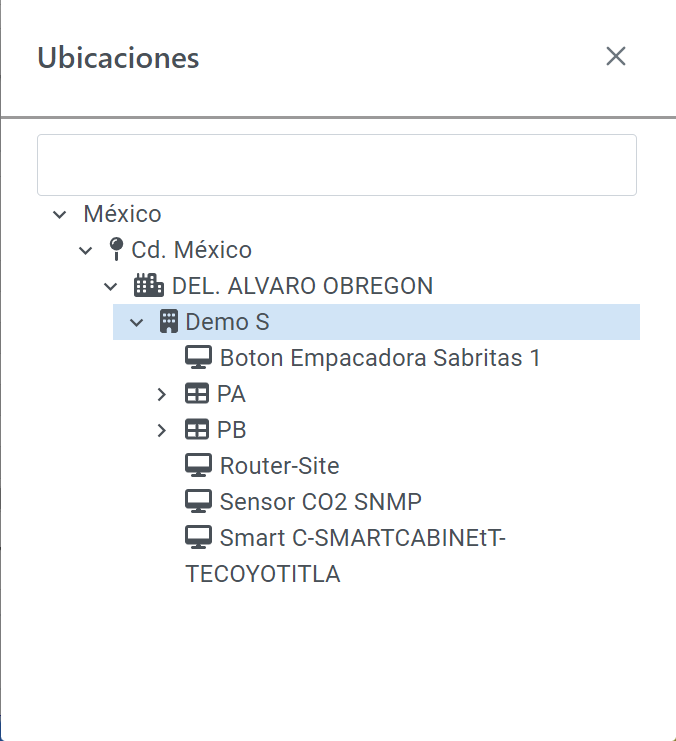 Ubicaciones
México
Cd. México
DEL. ALVARO OBREGON
Demo S
Boton Empacadora Sabritas 1
PA
PB
Router-Site
Sensor CO2 SNMP
Smart C-SMARTCABINEtT-
TECOYOTITLA